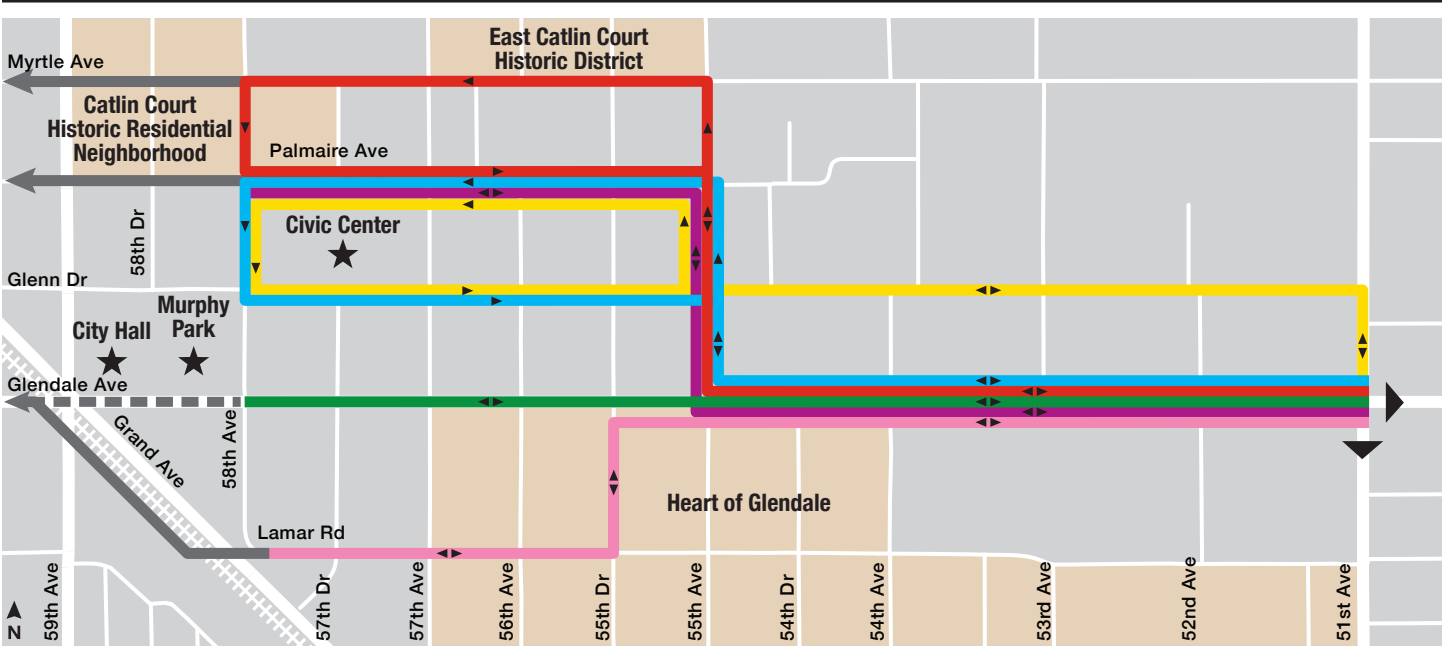 East Catlin Court
Historic District
Myrtle Ave
Catlin Court
Historic Residential
Neighborhood
Palmaire Ave
58th Dr
Civic Center
Glenn Dr
Murphy
Park
City Hall
Glendale Ave
Grand Ave
58th Ave
Heart of Glendale
Lamar Rd
N
59th Ave
57th Dr
57th Ave
56th Ave
55th Dr
55th Ave
54th Dr
54th Ave
53rd Ave
52nd Ave
51st Ave